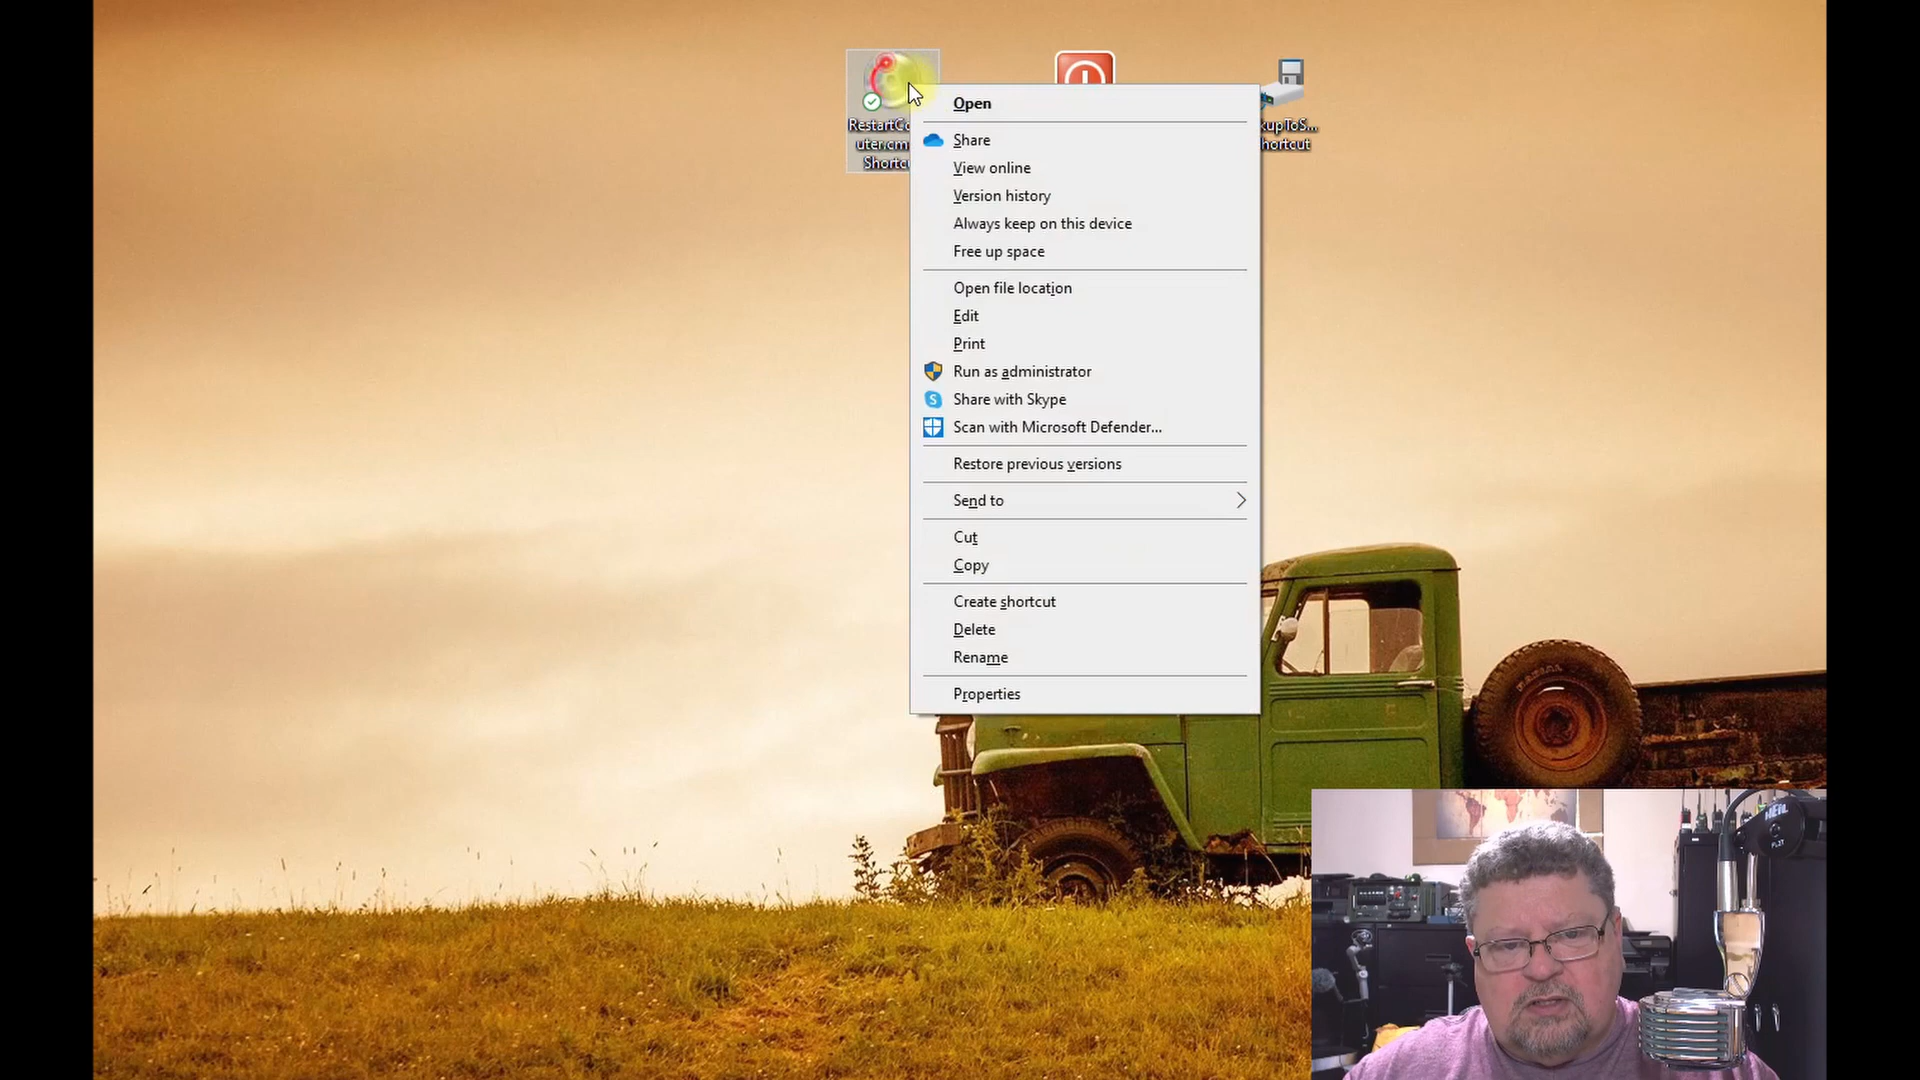 RestartCo
uter.cm
Shortcu
kupToS...
hortcut
Open
Share
View online
Version history
Always keep on this device
Free up space
Open file location
Edit
Print
Run as administrator
Share with Skype
Scan with Microsoft Defender...
Restore previous versions
Send to
Cut
Copy
Create shortcut
Delete
Rename
Properties
HEIL